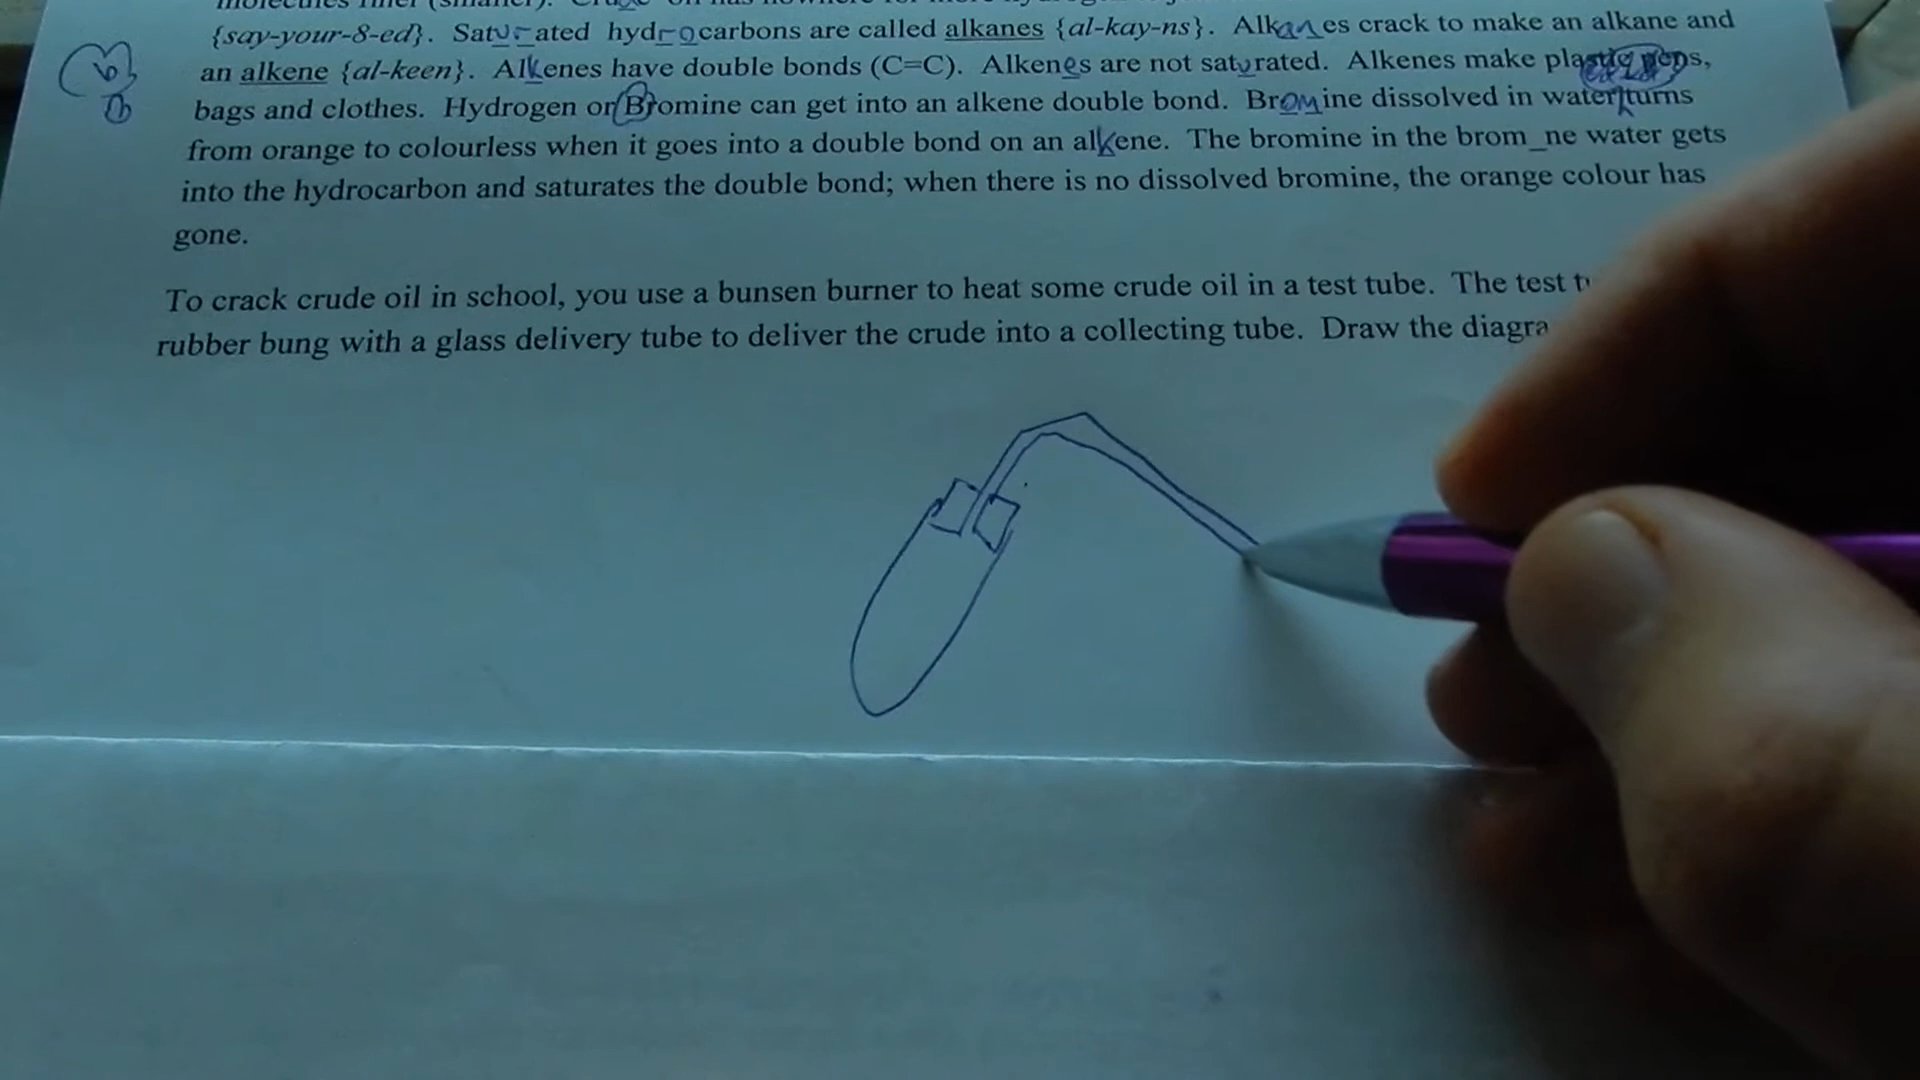 {say-your-8-ed}. Saturated hydrocarbons are called alkanes {al-kay-ns}. Alkanes crack to make an alkane and
an alkene {al-keen}. Alkenes have double bonds (C=C). Alkenes are not saturated. Alkenes make plastic pens,
bags and clothes. Hydrogen or Bromine can get into an alkene double bond. Bromine dissolved in water turns
from orange to colourless when it goes into a double bond on an alkene. The bromine in the brom_ne water gets
into the hydrocarbon and saturates the double bond; when there is no dissolved bromine, the orange colour has
gone.
To crack crude oil in school, you use a bunsen burner to heat some crude oil in a test tube. The test
rubber bung with a glass delivery tube to deliver the crude into a collecting tube. Draw the